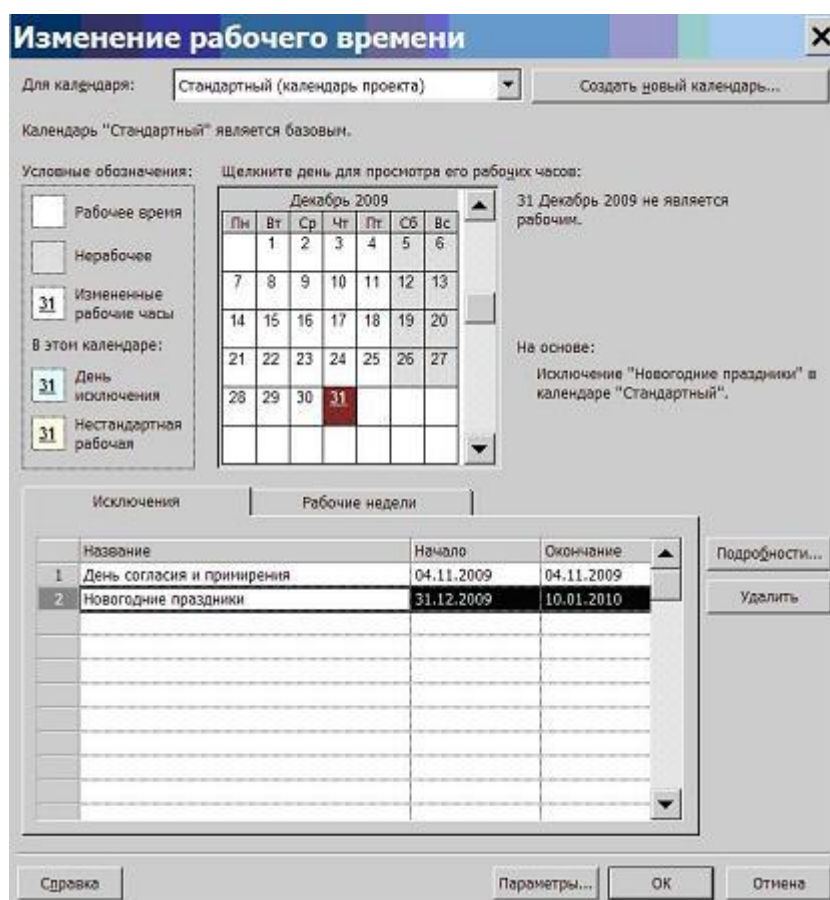 Изменение рабочего времени
Для календаря: Стандартный (календарь проекта) Создать новый календарь...
Календарь "Стандартный" является базовым.
Условные обозначения:
Рабочее время
Нерабочее
31 Измененные
рабочие часы
В этом календаре:
31 День
исключения
31 Нестандартная
рабочая
Щелкните день для просмотра его рабочих часов:
Декабрь 2009
Пн Вт Ср Чт Пт Сб Вс
1 2 3 4 5 6
7 8 9 10 11 12 13
14 15 16 17 18 19 20
21 22 23 24 25 26 27
28 29 30 31
31 Декабрь 2009 не является
рабочим.
На основе:
Исключение "Новогодние праздники" в
календаре "Стандартный".
Исключения Рабочие недели
Название Начало Окончание
1 День согласия и примирения 04.11.2009 04.11.2009
2 Новогодние праздники 31.12.2009 10.01.2010
Подробности...
Удалить
Справка Параметры... ОК Отмена